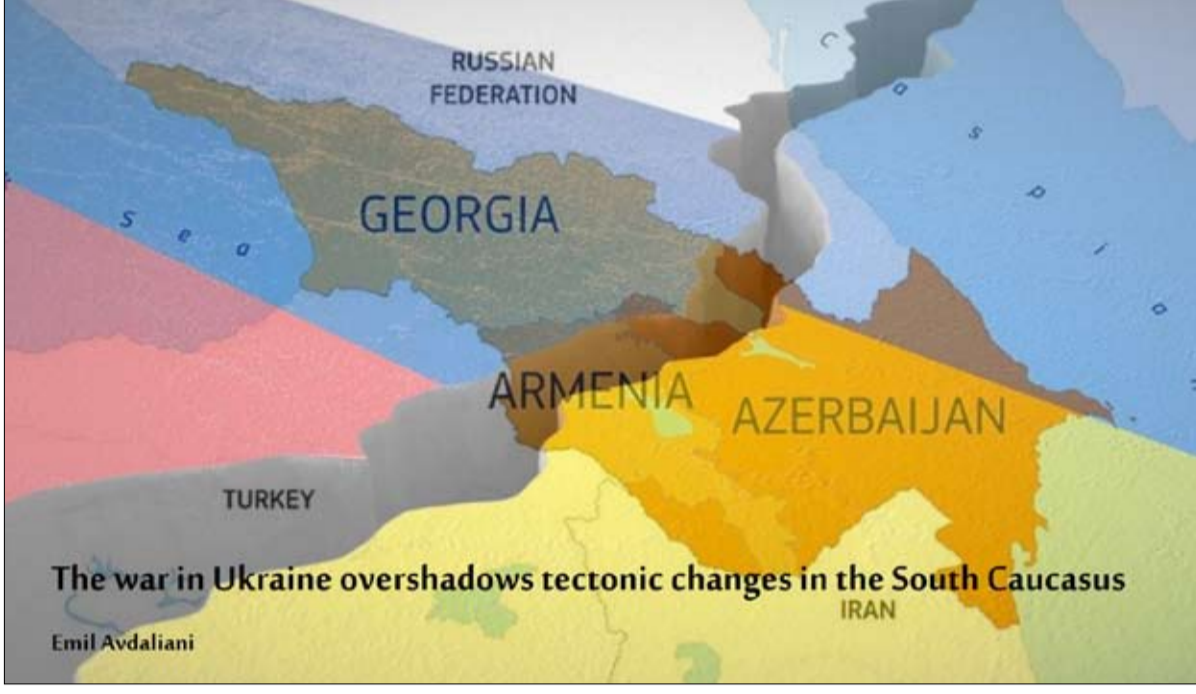 RUSSIAN
FEDERATION
C a s p i a
GEORGIA
S e a
ARMENIA
AZERBAIJAN
TURKEY
The war in Ukraine overshadows tectonic changes in the South Caucasus
IRAN
Emil Avdaliani